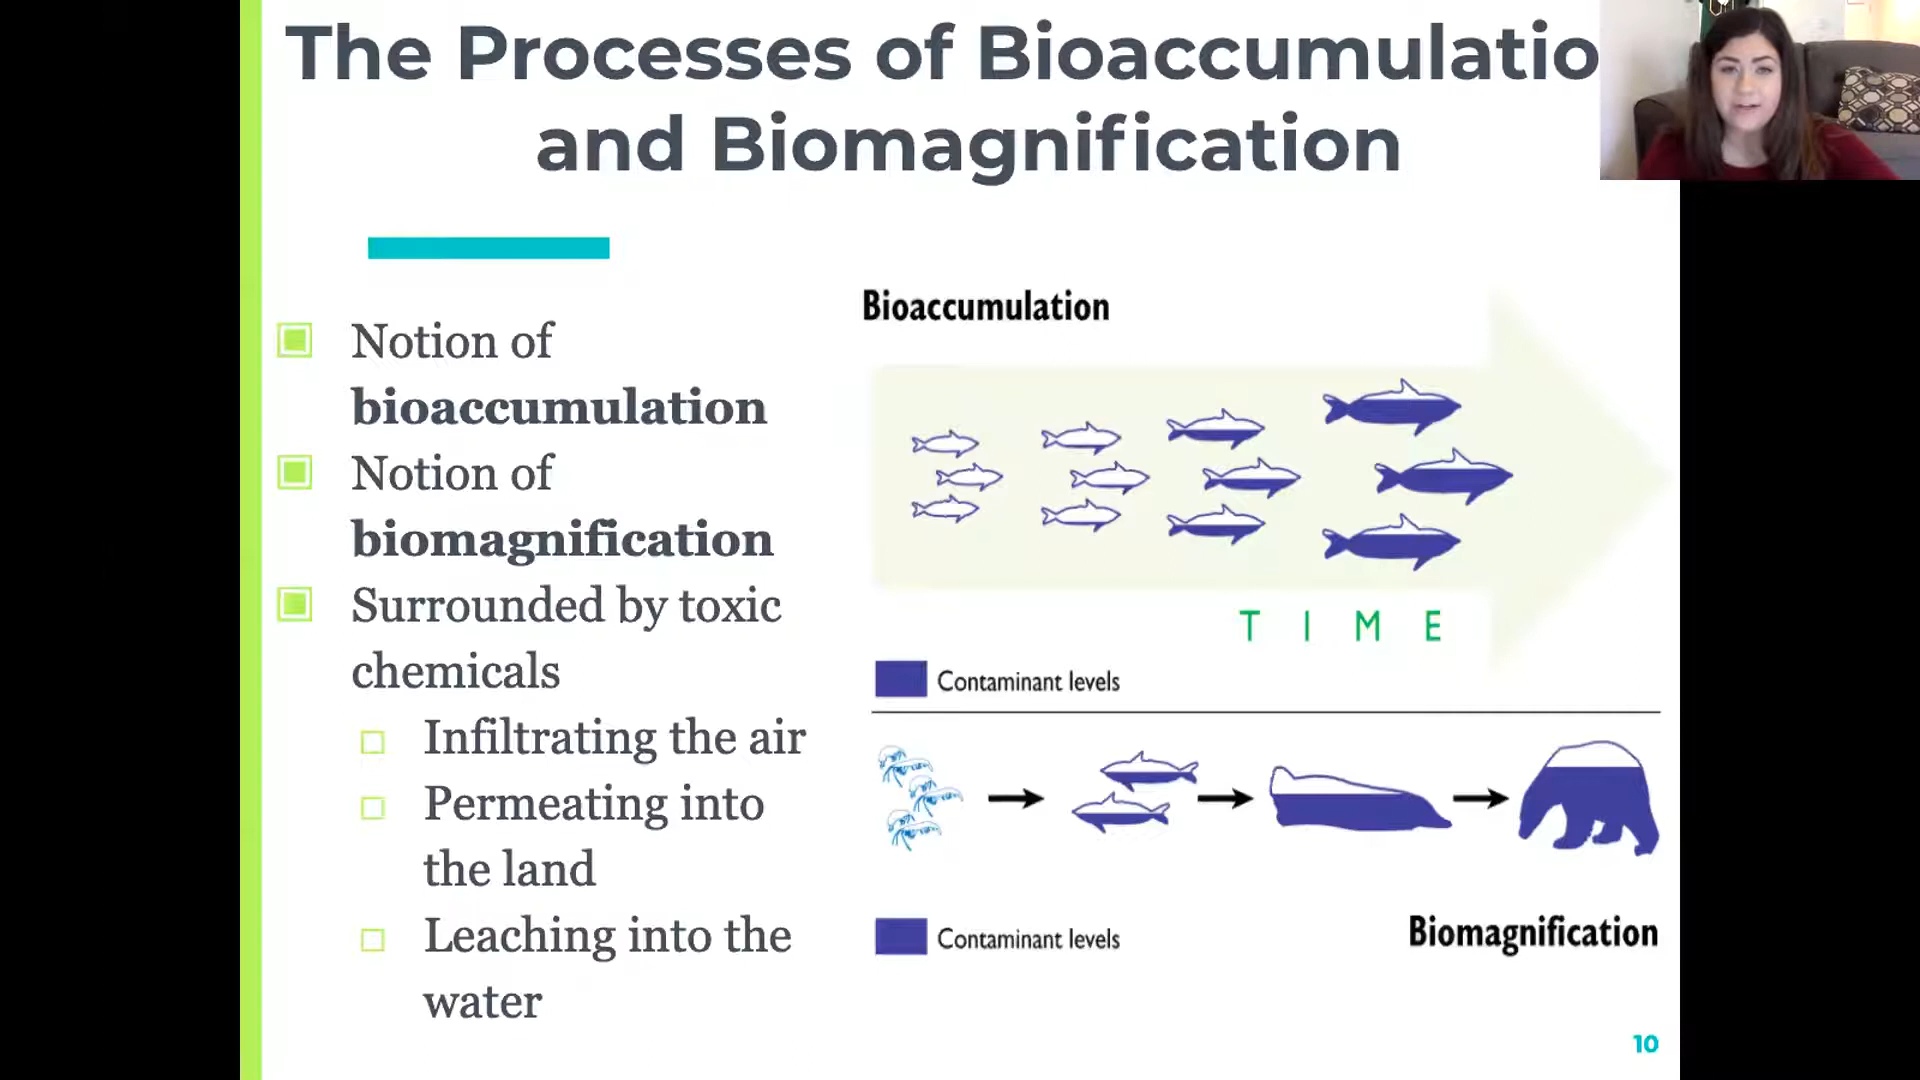 The Processes of Bioaccumulatio
and Biomagnification
Notion of
bioaccumulation
Notion of
biomagnification
Surrounded by toxic
chemicals
Infiltrating the air
Permeating into
the land
Leaching into the
water
Bioaccumulation
TIME
Contaminant levels
Contaminant levels
Biomagnification
10